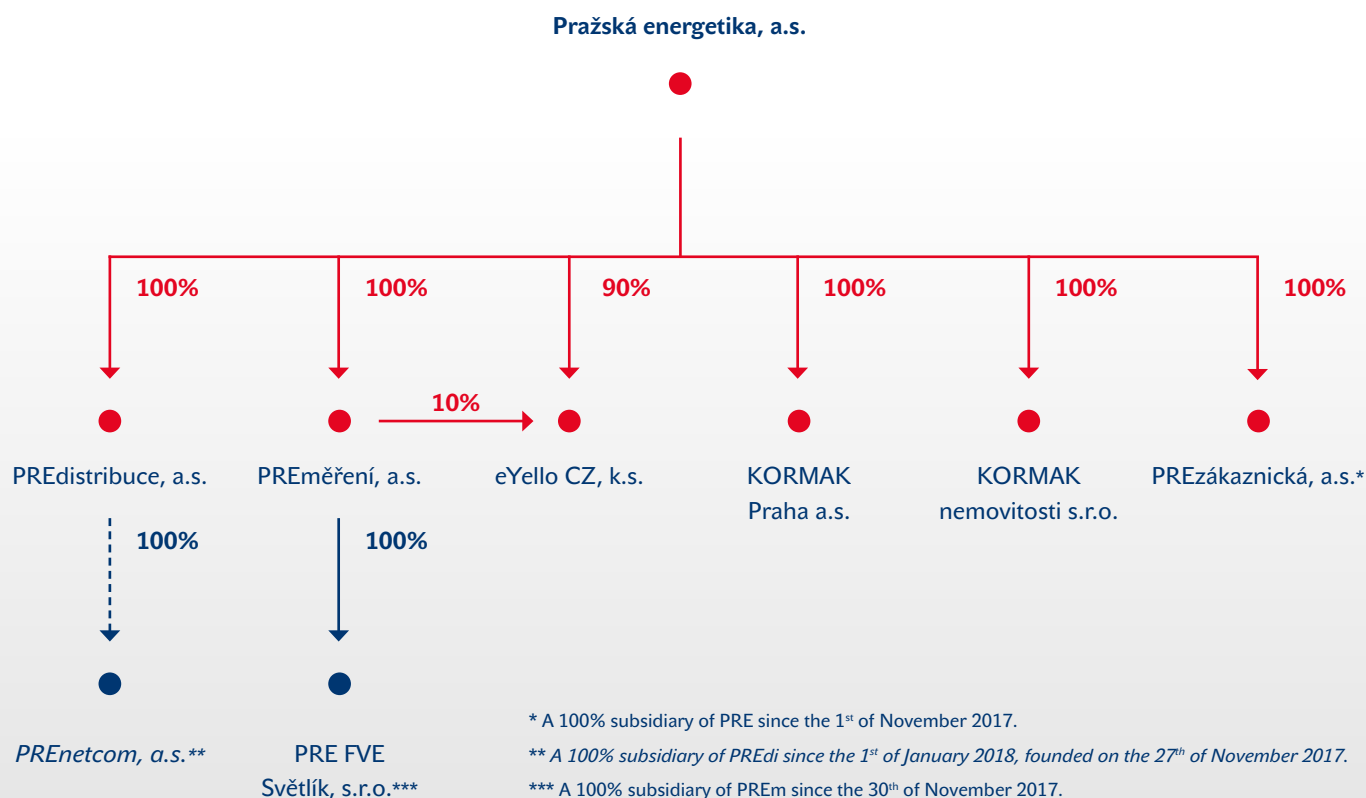 Pražská energetika, a.s.
100%
100%
90%
100%
100%
100%
10%
PREdistribuce, a.s.
PREměření, a.s.
eYello CZ, k.s.
KORMAK
Praha a.s.
KORMAK
nemovitosti s.r.o.
PREzákaznická, a.s.*
100%
100%
PREnetcom, a.s.**
PRE FVE
Světlík, s.r.o.***
* A 100% subsidiary of PRE since the 1st of November 2017.
** A 100% subsidiary of PREdi since the 1st of January 2018, founded on the 27th of November 2017.
*** A 100% subsidiary of PREm since the 30th of November 2017.